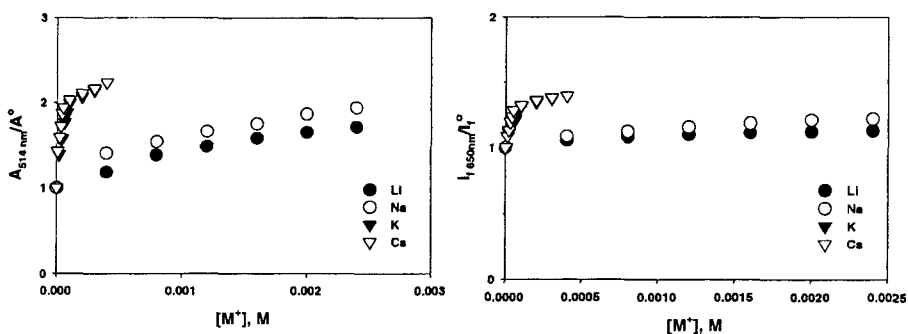 A514 nm/A°
3
2
1
0
Li
Na
K
Cs
0.000 0.001 0.002 0.003
[M⁺], M
If 650nm/If°
2
1
0
Li
Na
K
Cs
0.0000 0.0005 0.0010 0.0015 0.0020 0.0025
[M⁺], M